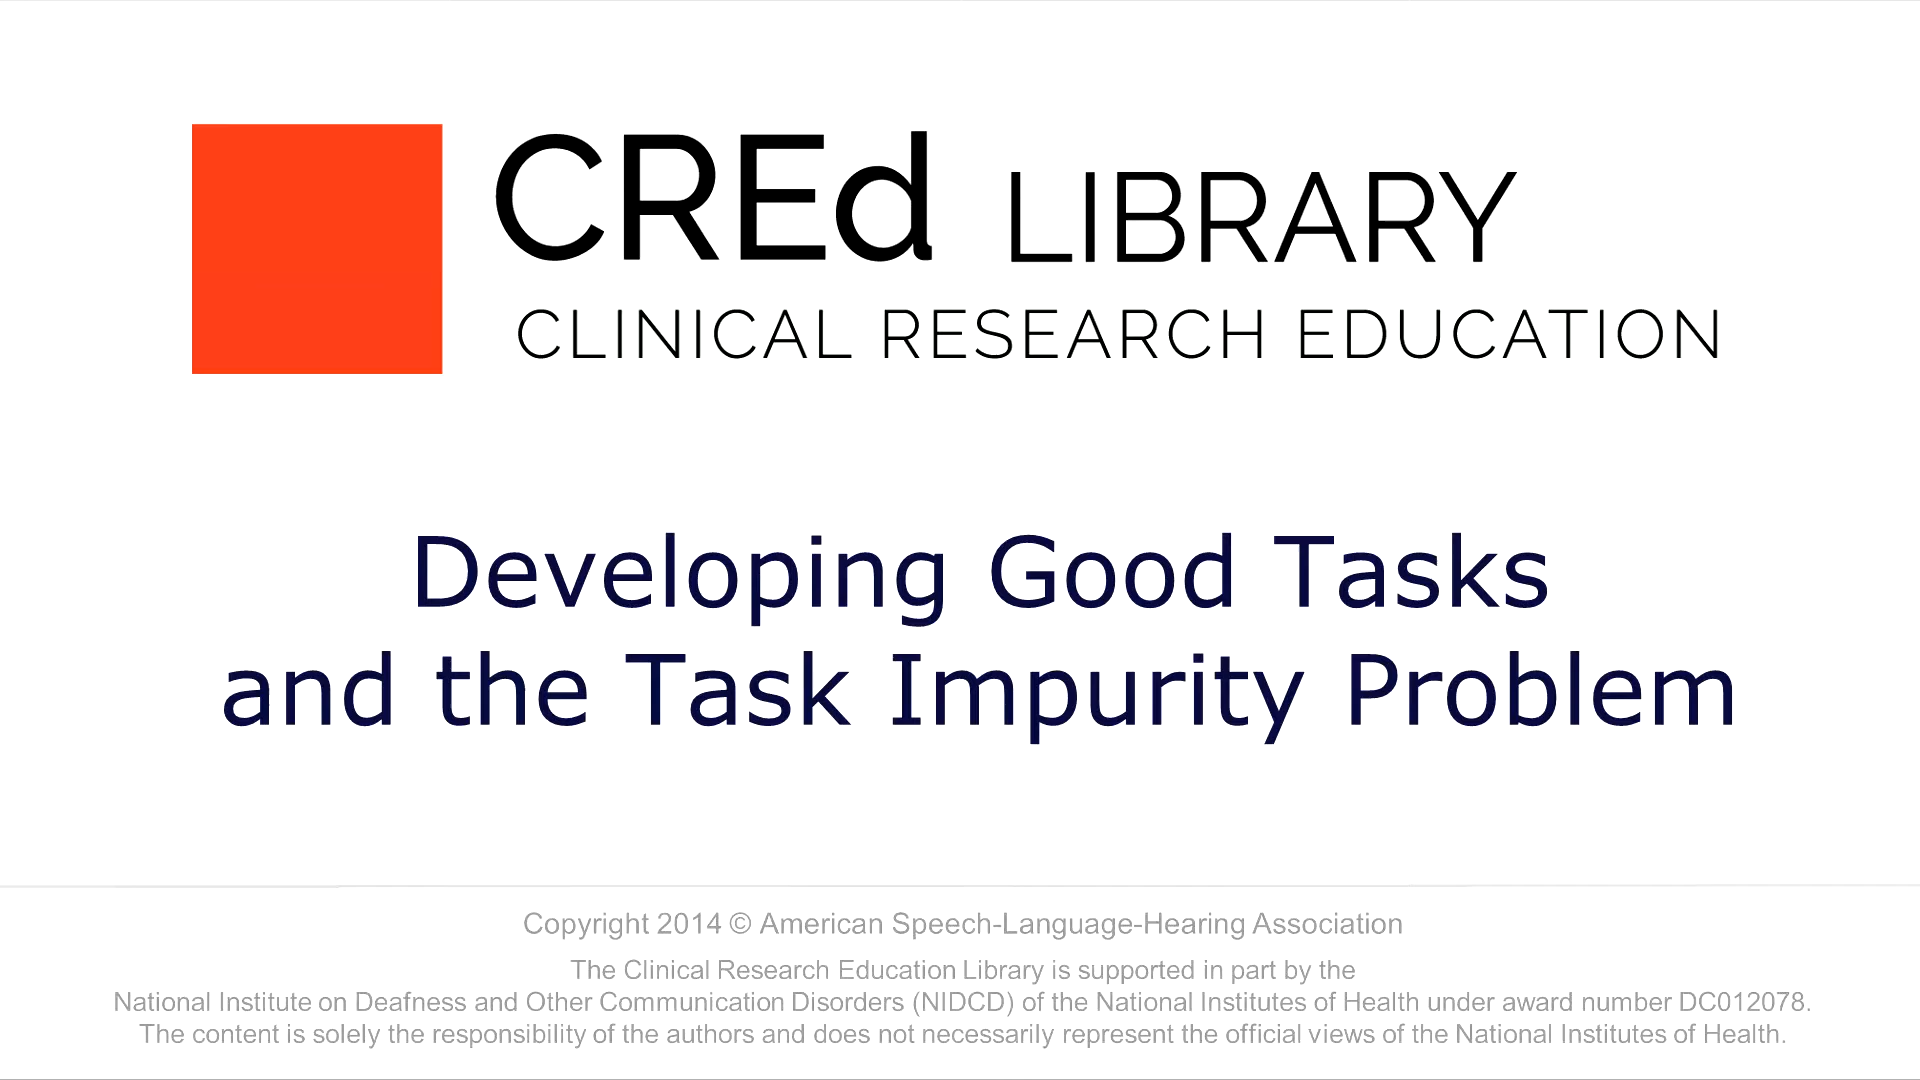 CREd LIBRARY
CLINICAL RESEARCH EDUCATION
Developing Good Tasks
and the Task Impurity Problem
Copyright 2014 © American Speech-Language-Hearing Association
The Clinical Research Education Library is supported in part by the
National Institute on Deafness and Other Communication Disorders (NIDCD) of the National Institutes of Health under award number DC012078.
The content is solely the responsibility of the authors and does not necessarily represent the official views of the National Institutes of Health.